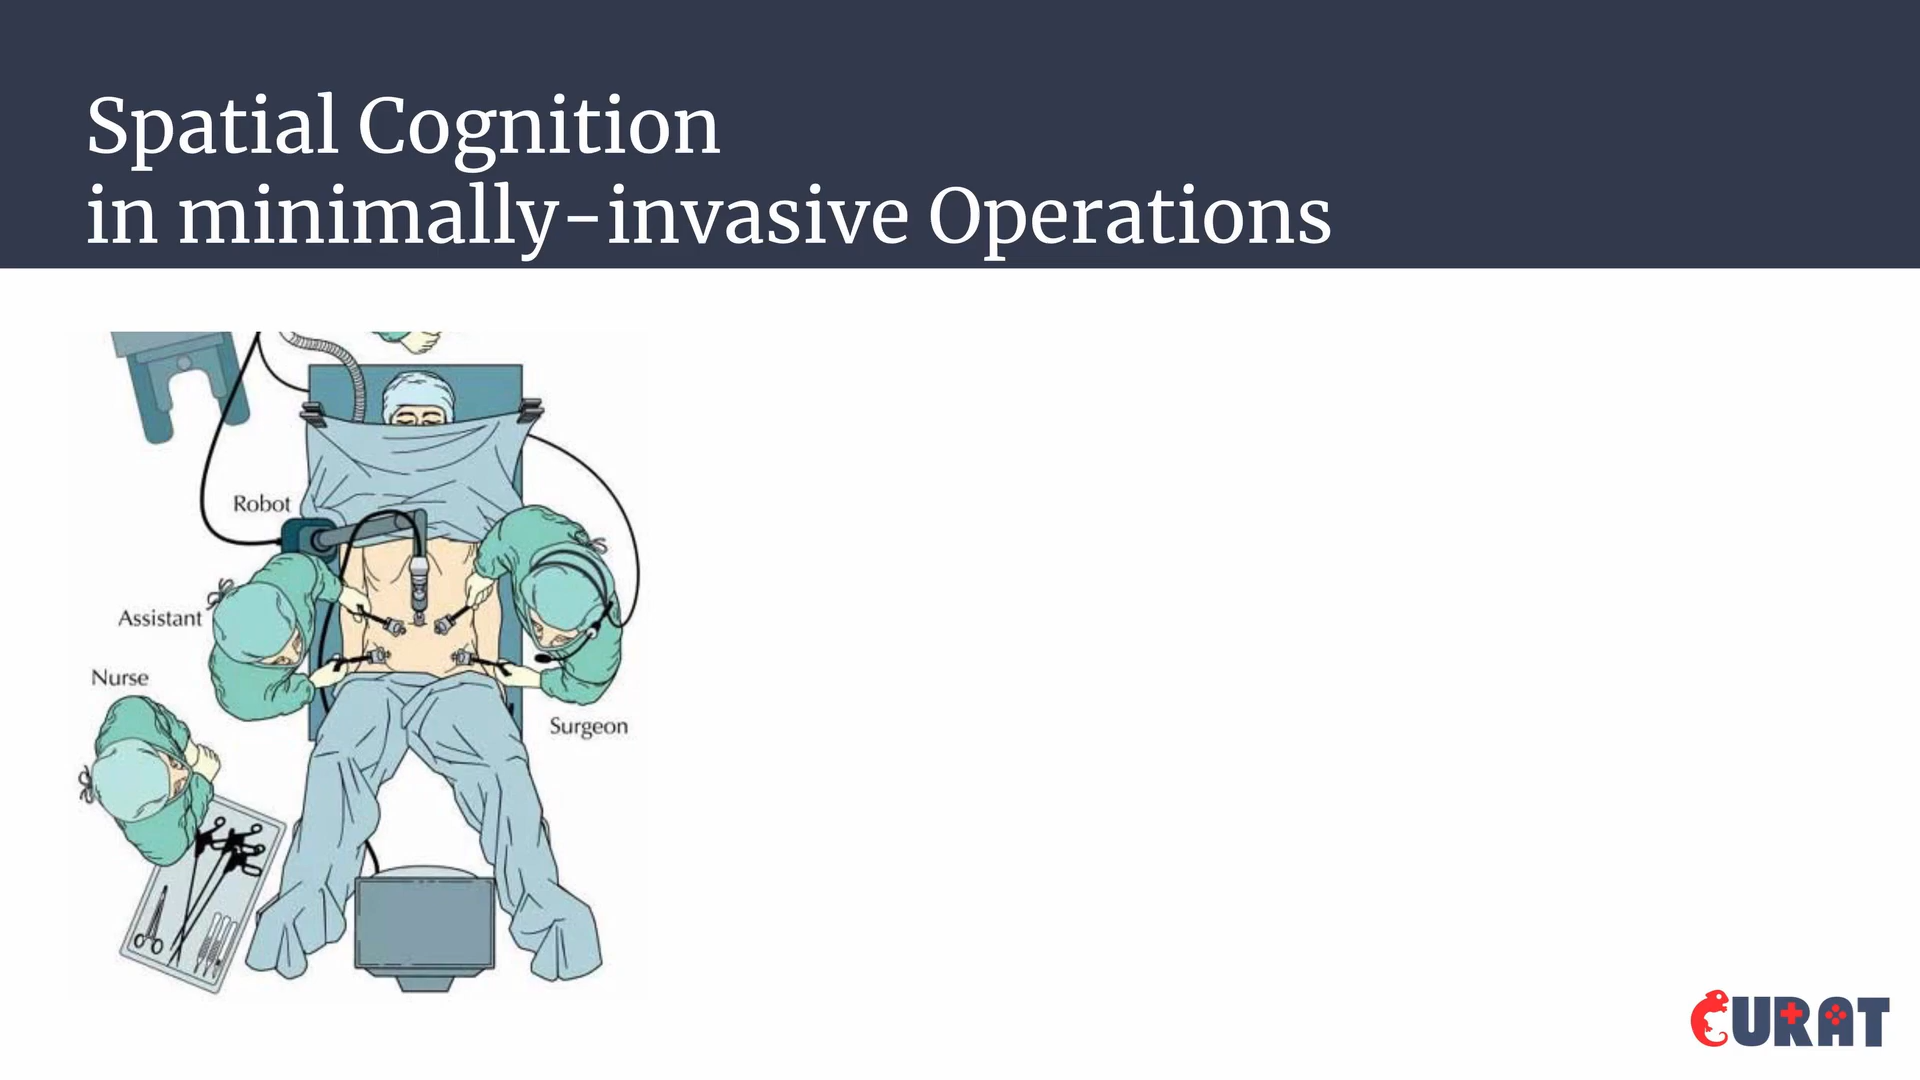 Spatial Cognition
in minimally-invasive Operations
Robot
Assistant
Nurse
Surgeon
CURAT